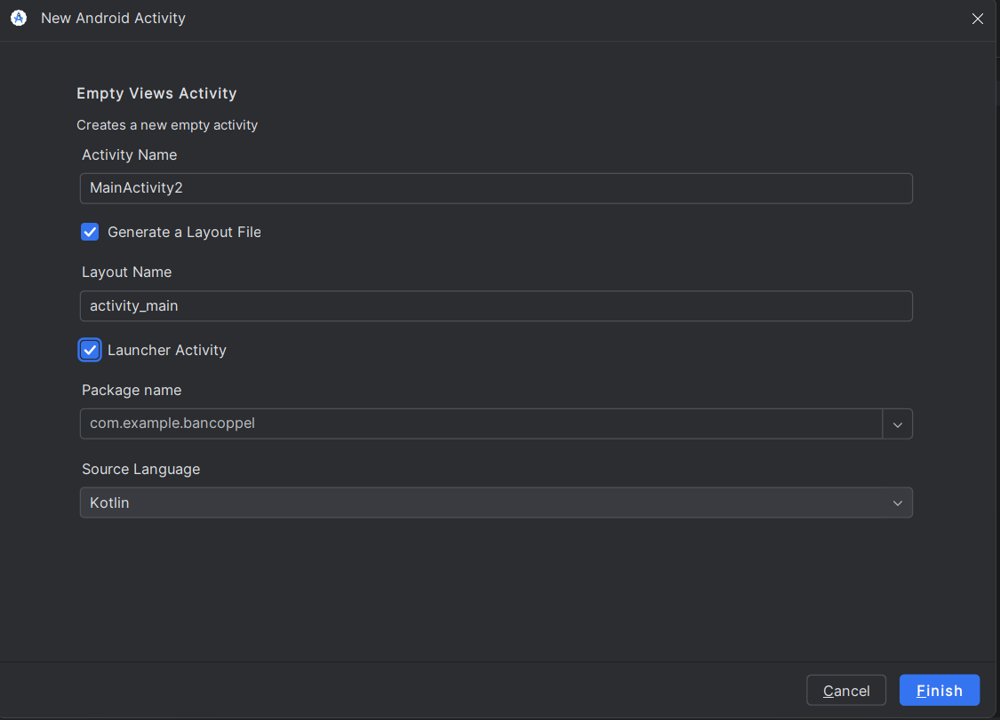 New Android Activity
Empty Views Activity
Creates a new empty activity
Activity Name
MainActivity2
Generate a Layout File
Layout Name
activity_main
Launcher Activity
Package name
com.example.bancoppel
Source Language
Kotlin
Cancel
Finish